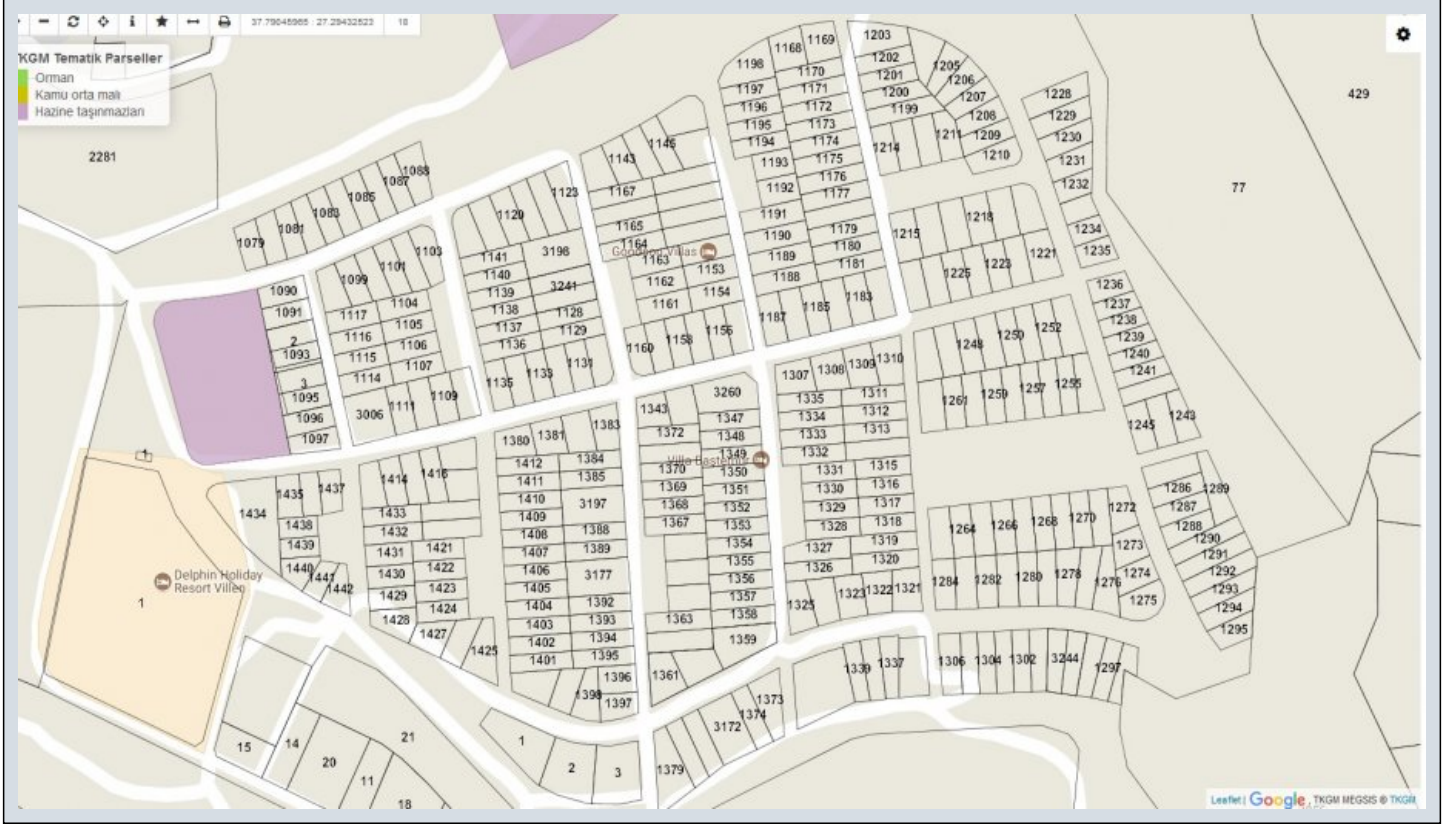 37.79045965 : 27.29432523 18
TKGM Tematik Parseller
Orman
Kamu orta malı
Hazine taşınmazları
2281
429
77
1168 1169 1203
1198 1170 1202 1205
1197 1171 1201 1206 1228
1196 1172 1200 1207 1229
1195 1173 1199 1208 1230
1194 1174 1214 1211 1209 1231
1193 1175 1210 1232
1192 1176
1177
1143 1145
1167
1079 1081 1083 1085 1087 1088
1120 1123
1165
1164
Goodgod Villas
1163 1153
1162 1154
1161
1160 1158 1156
1191 1179
1190 1180
1189 1181
1188
1187 1185 1183
1215 1218 1234
1225 1223 1221 1235
1090
1091
2
1093
3
1095
1096
1097
1099 1101 1103
1117 1104
1116 1105
1115 1106
1114 1107
3006 1111 1109
1141 3198
1140
1139 3241
1138 1128
1137 1129
1136
1135 1133 1131
1236
1237
1238
1239
1240
1241
1245 1243
1248 1250 1252
1261 1259 1257 1255
1307 1308 1309 1310
1335 1311
1334 1312
1333 1313
1332
1331 1315
1330 1316
1329 1317
1328 1318
1327 1319
1326 1320
1325 1323 1322 1321
3260
1343 1347
1372 1348
1349
Villa Bastemre
1370 1350
1369 1351
1368 1352
1367 1353
1354
1355
1356
1357
1363 1358
1359
1361
1380 1381 1383
1412 1384
1411 1385
1410 3197
1409
1408 1388
1407 1389
1406 3177
1405
1404 1392
1403 1393
1402 1394
1401 1395
1396
1398 1397
1414 1416
1433
1432
1431 1421
1430 1422
1429 1423
1424
1428 1427 1425
1434 1435 1437
1438
1439
1440
1441
1442
Delphin Holiday
Resort Villen
1
1264 1266 1268 1270 1272
1273
1284 1282 1280 1278 1276 1274
1275
1286 1289
1287
1288
1290
1291
1292
1293
1294
1295
1306 1304 1302 3244 1297
1339 1337
1373
3172 1374
1379
15 14 20 21 11 18
1 2 3
Leaflet | Google, TKGM MEGSIS © TKGM